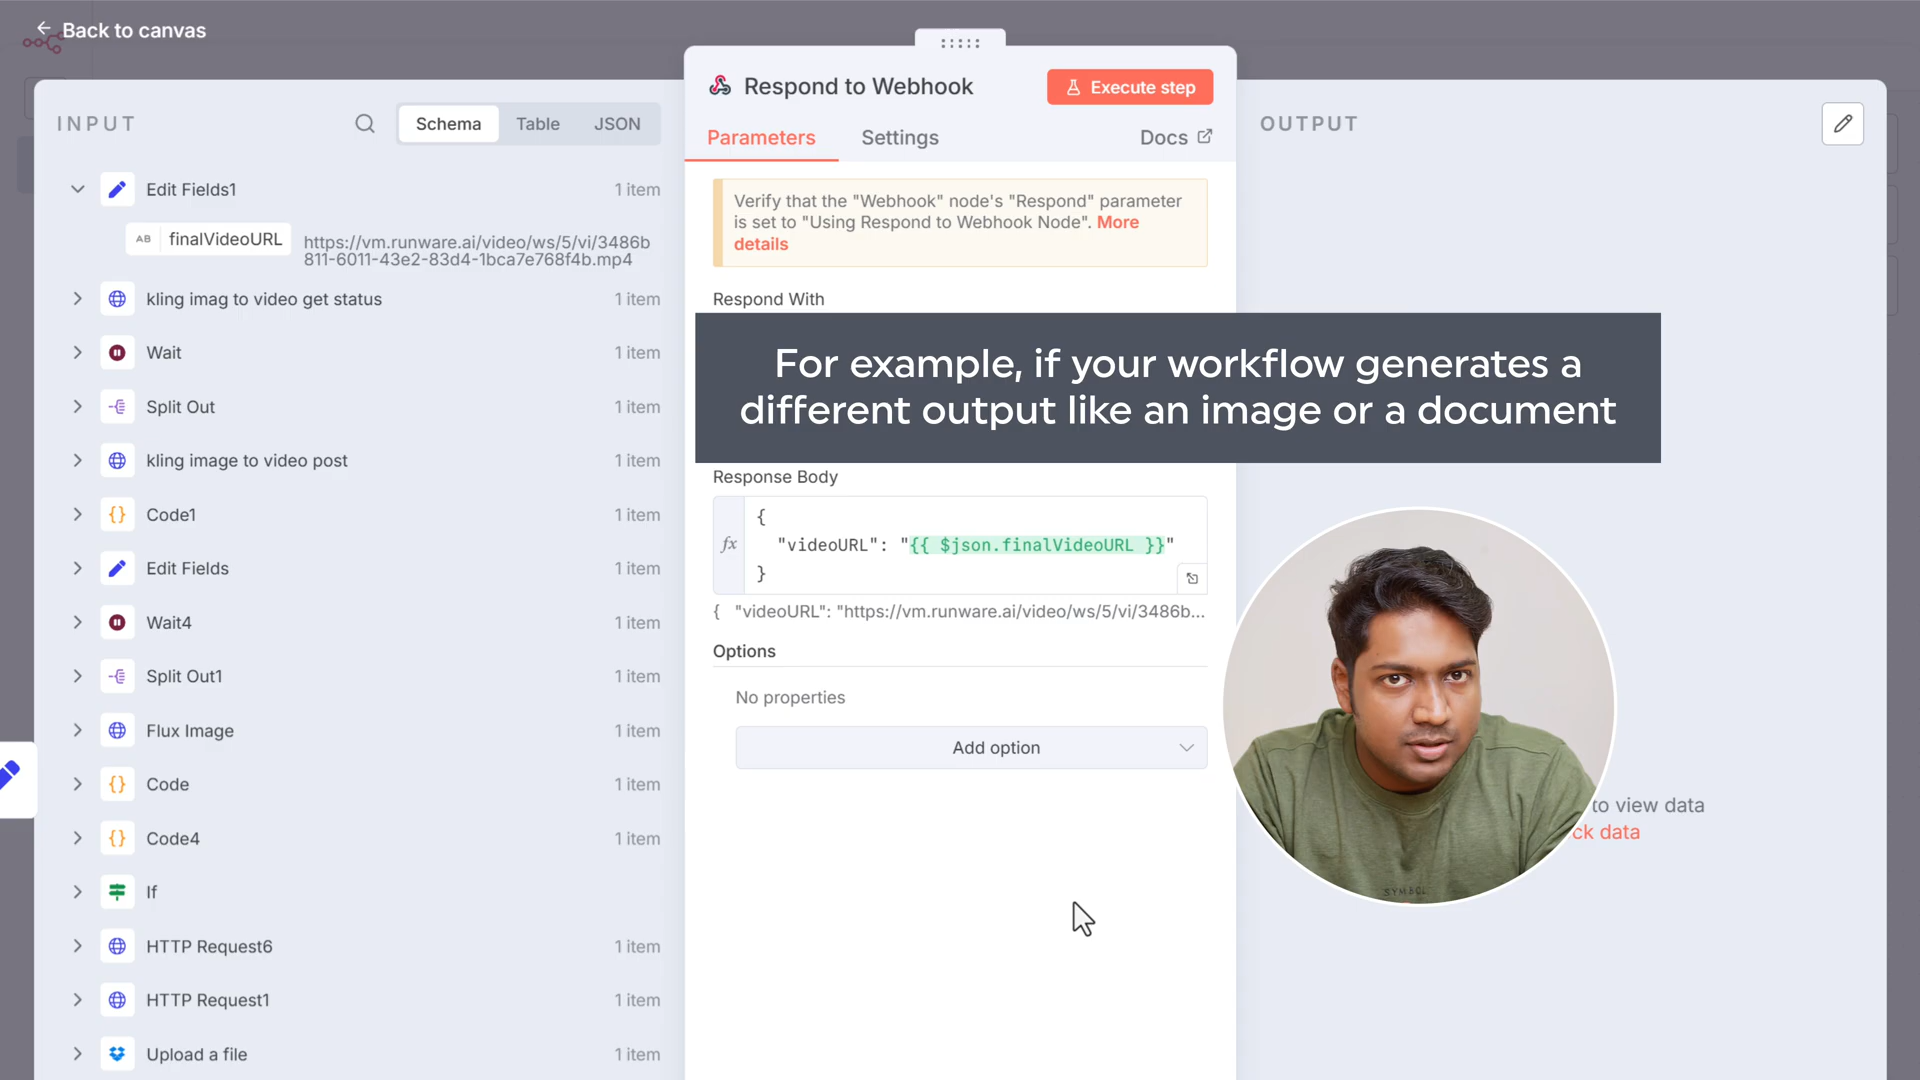 Back to canvas
INPUT
Schema
Table
JSON
Edit Fields1
1 item
AB
finalVideoURL
https://vm.runware.ai/video/ws/5/vi/3486b
811-6011-43e2-83d4-1bca7e768f4b.mp4
kling imag to video get status
1 item
Wait
1 item
Split Out
1 item
kling image to video post
1 item
Code1
1 item
Edit Fields
1 item
Wait4
1 item
Split Out1
1 item
Flux Image
1 item
Code
1 item
Code4
1 item
If
HTTP Request6
1 item
HTTP Request1
1 item
Upload a file
1 item
Respond to Webhook
Execute step
Parameters
Settings
Docs
Verify that the "Webhook" node's "Respond" parameter
is set to "Using Respond to Webhook Node". More
details
Respond With
For example, if your workflow generates a
different output like an image or a document
Response Body
fx
{
"videoURL": "{{ $json.finalVideoURL }}"
}
{ "videoURL": "https://vm.runware.ai/video/ws/5/vi/3486b...
Options
No properties
Add option
OUTPUT
to view data
ck data
SYMBOL